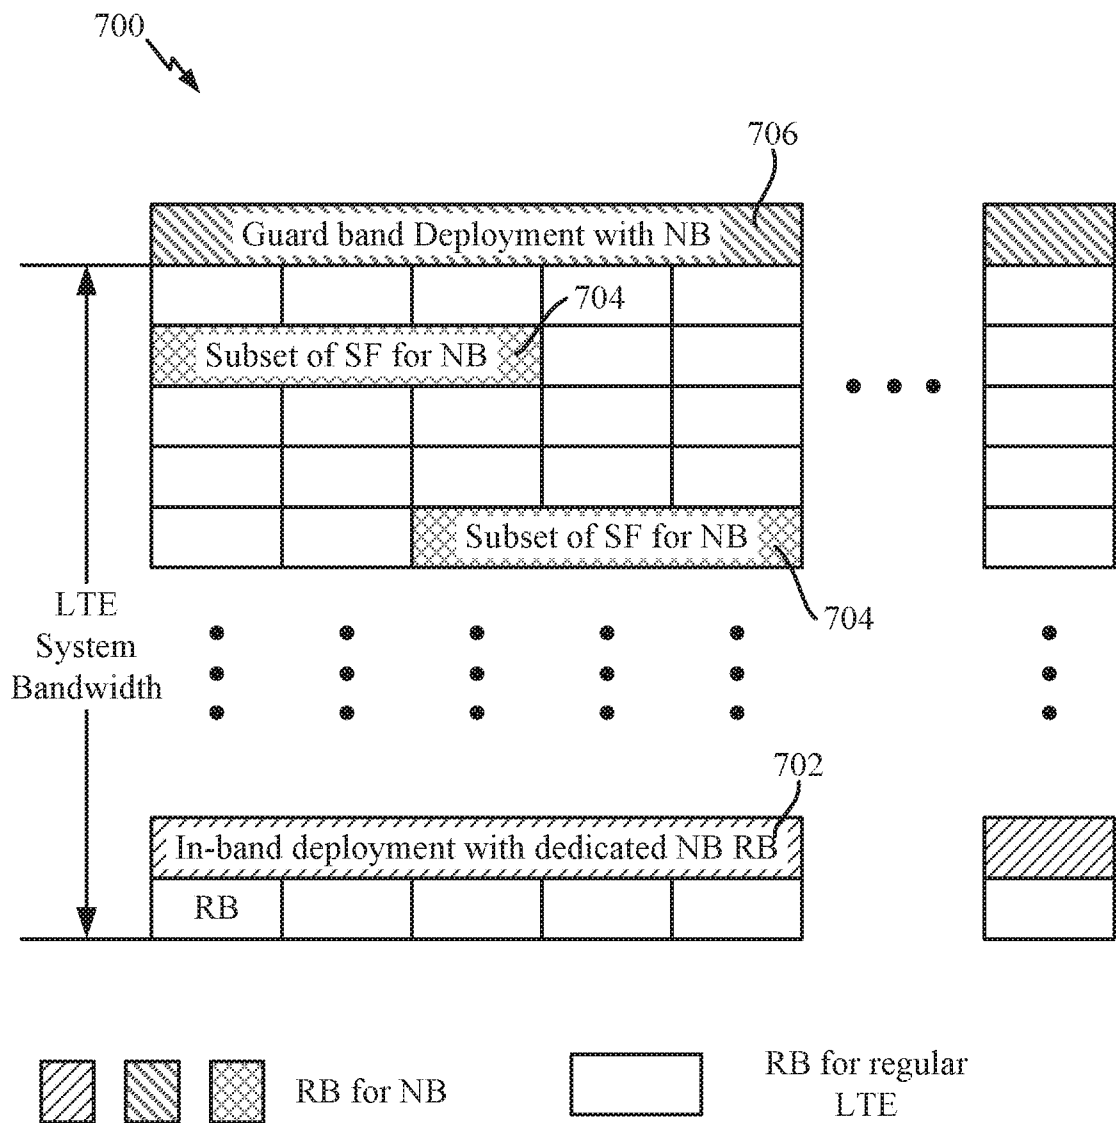 700
706
Guard band Deployment with NB
704
Subset of SF for NB
Subset of SF for NB
704
LTE
System
Bandwidth
702
In-band deployment with dedicated NB RB
RB
RB for NB
RB for regular
LTE